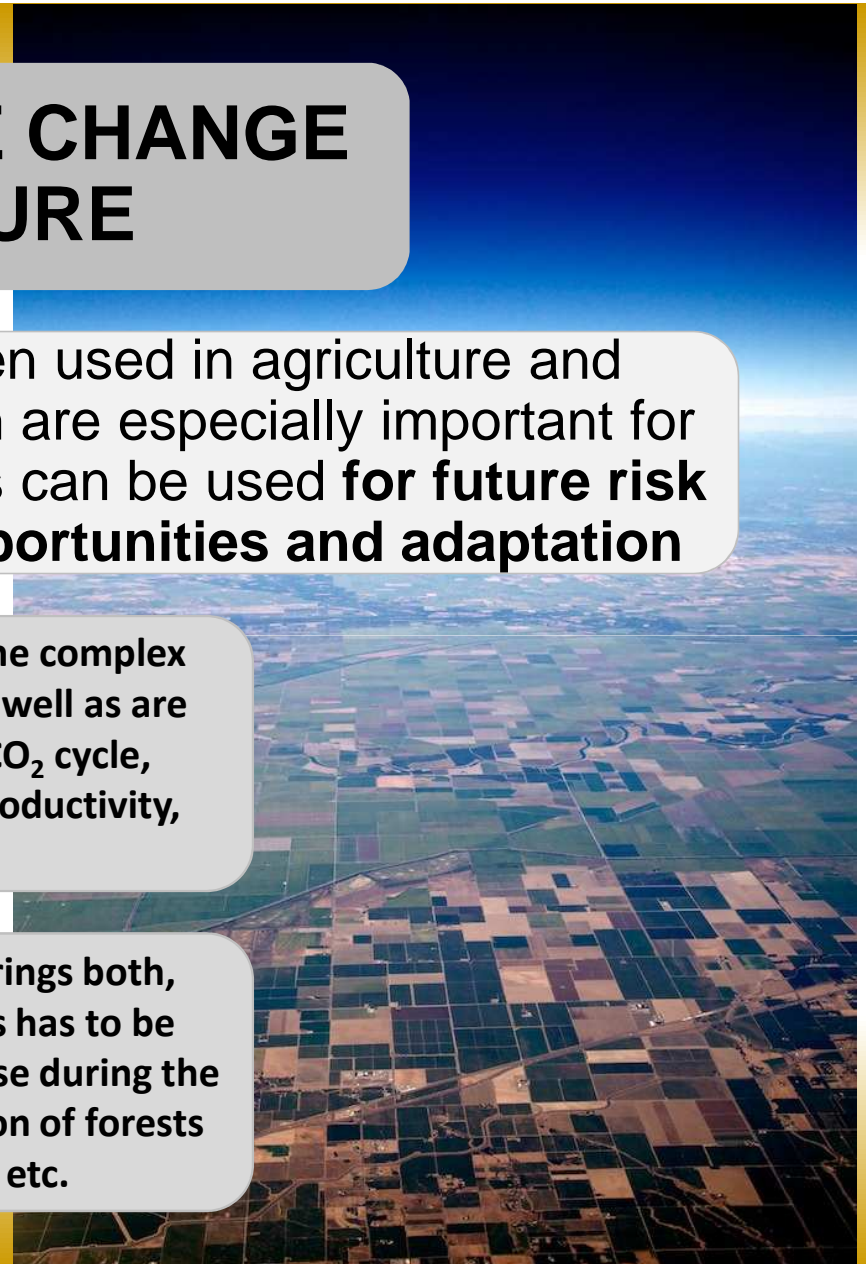 E CHANGE
URE
en used in agriculture and
n are especially important for
s can be used for future risk
portunities and adaptation
he complex
well as are
CO₂ cycle,
oductivity,
rings both,
s has to be
se during the
on of forests
etc.